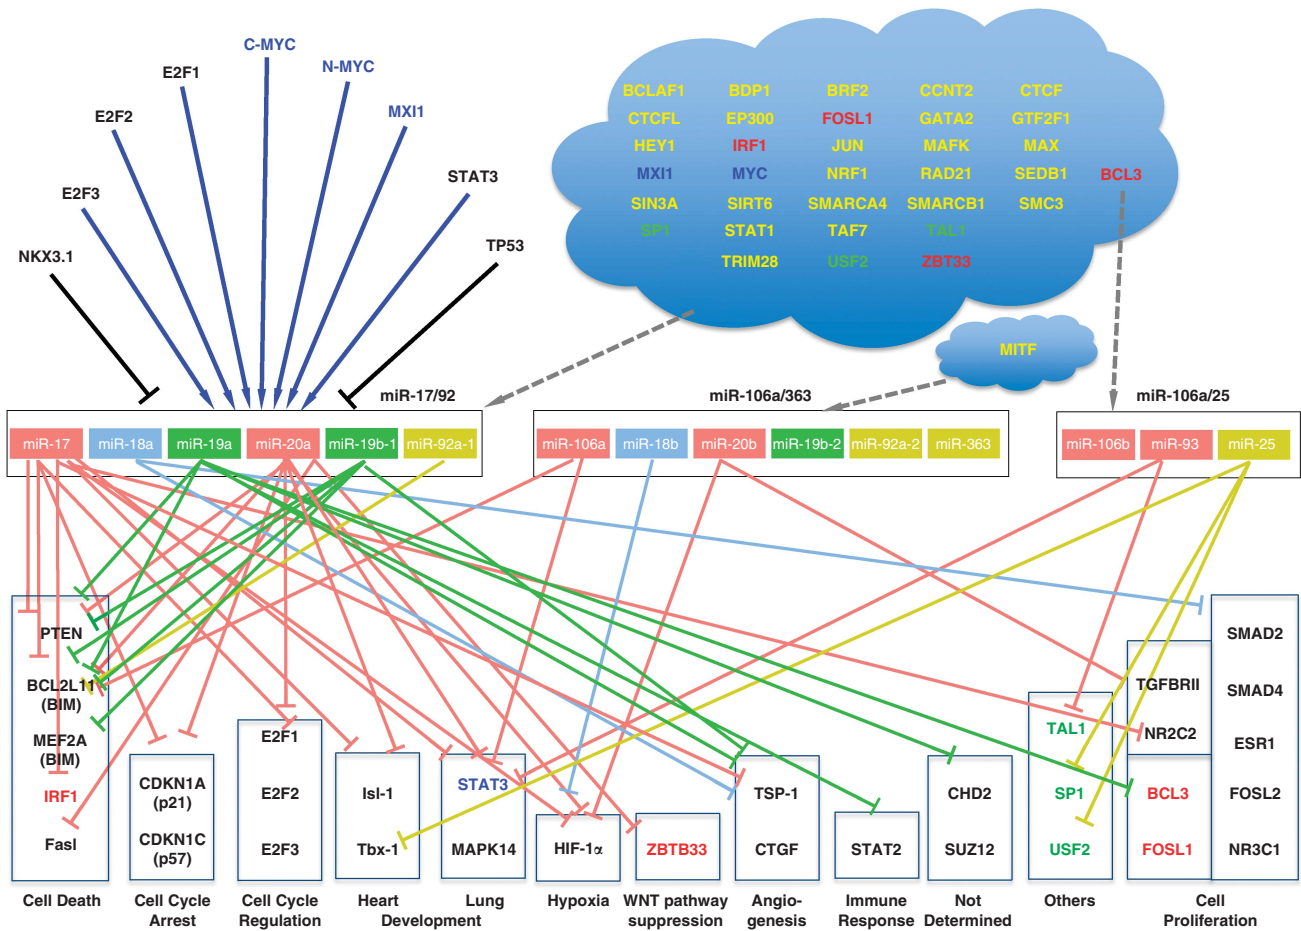 C-MYC
E2F1
N-MYC
E2F2
MXI1
E2F3
STAT3
NKX3.1
TP53
BCLAF1 BDP1 BRF2 CCNT2 CTCF
CTCFL EP300 FOSL1 GATA2 GTF2F1
HEY1 IRF1 JUN MAFK MAX
MXI1 MYC NRF1 RAD21 SEDB1 BCL3
SIN3A SIRT6 SMARCA4 SMARCB1 SMC3
SP1 STAT1 TAF7 TAL1
TRIM28 USF2 ZBT33
MITF
miR-17/92 miR-106a/363 miR-106a/25
miR-17 miR-18a miR-19a miR-20a miR-19b-1 miR-92a-1
miR-106a miR-18b miR-20b miR-19b-2 miR-92a-2 miR-363
miR-106b miR-93 miR-25
PTEN
BCL2L11
(BIM)
MEF2A
(BIM)
IRF1
Fasl
CDKN1A
(p21)
CDKN1C
(p57)
E2F1
E2F2
E2F3
Isl-1
Tbx-1
STAT3
MAPK14
HIF-1α
ZBTB33
TSP-1
CTGF
STAT2
CHD2
SUZ12
TAL1
SP1
USF2
TGFBRII
NR2C2
BCL3
FOSL1
SMAD2
SMAD4
ESR1
FOSL2
NR3C1
Cell Death
Cell Cycle
Arrest
Cell Cycle
Regulation
Heart Lung
Development
Hypoxia
WNT pathway
suppression
Angio-
genesis
Immune
Response
Not
Determined
Others
Cell
Proliferation